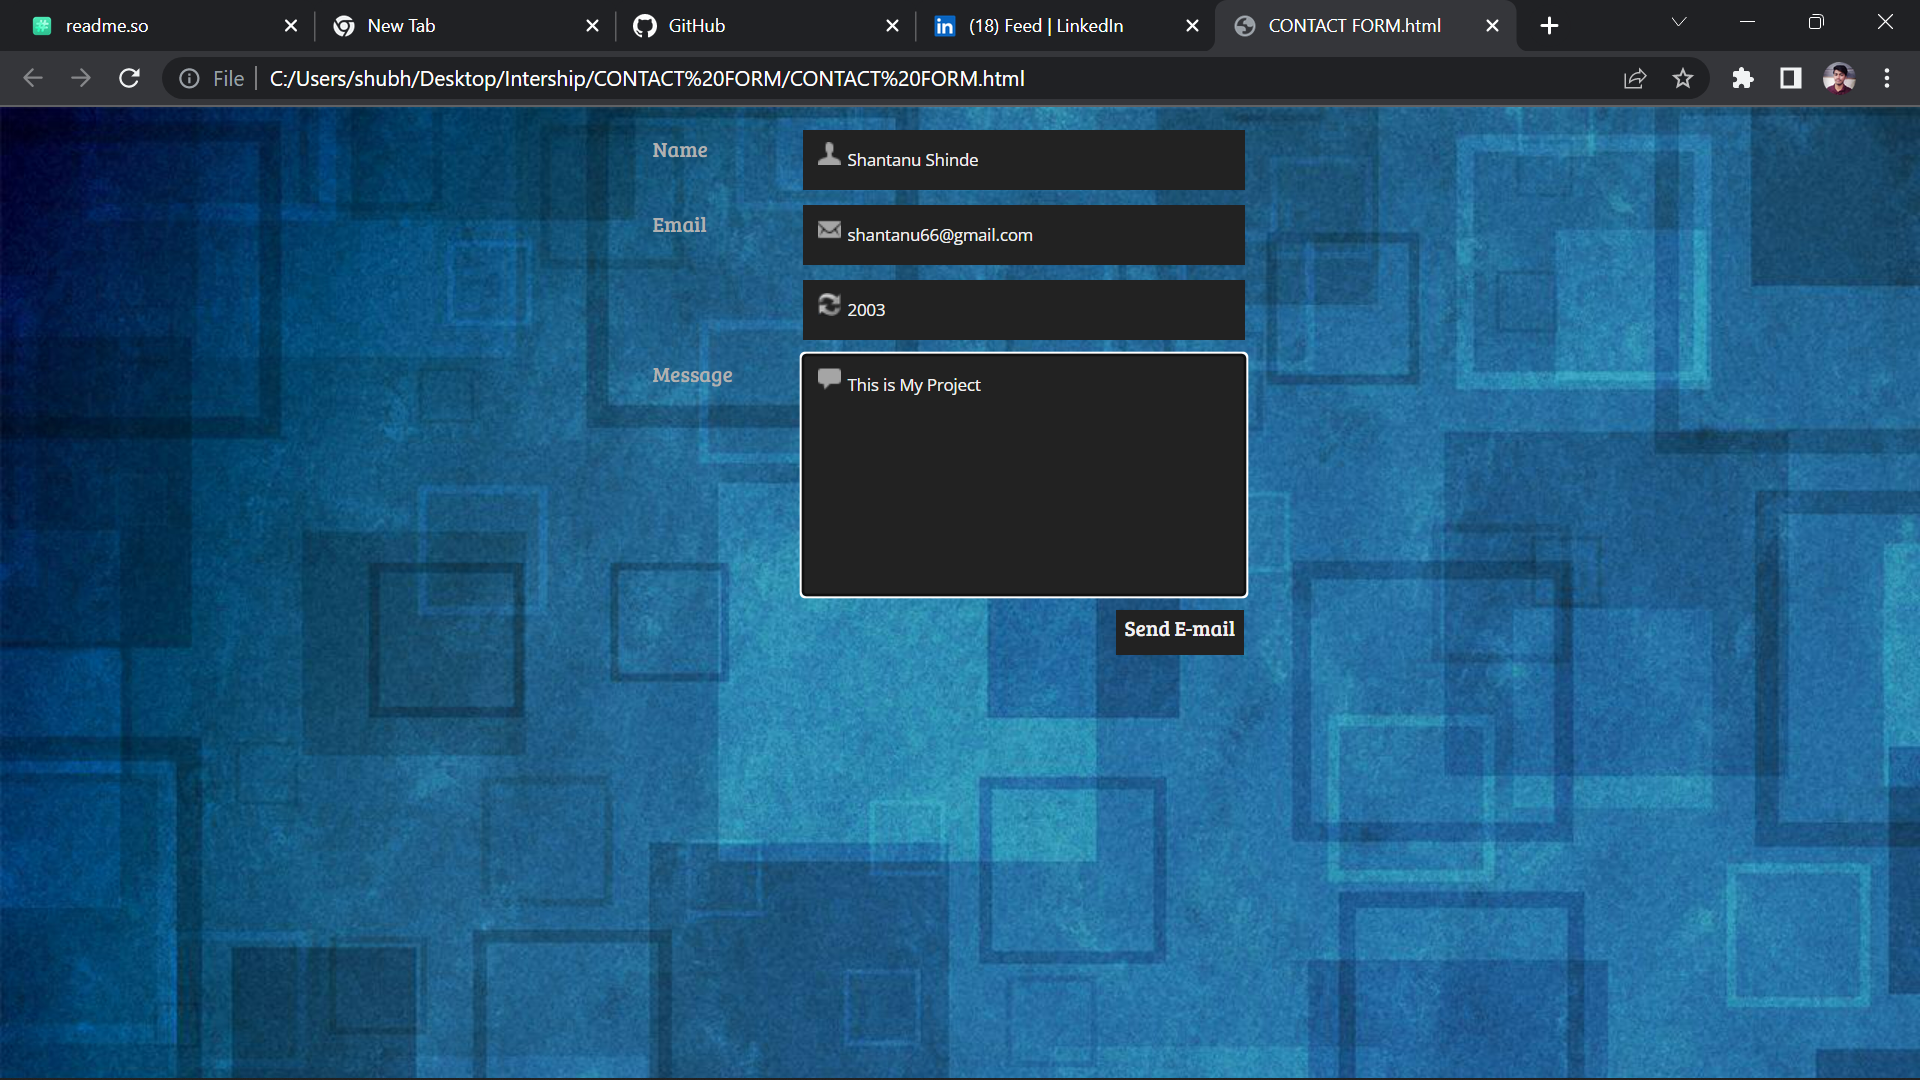 readme.so
New Tab
GitHub
(18) Feed | LinkedIn
CONTACT FORM.html
File
C:/Users/shubh/Desktop/Intership/CONTACT%20FORM/CONTACT%20FORM.html
Name
Shantanu Shinde
Email
shantanu66@gmail.com
2003
Message
This is My Project
Send E-mail